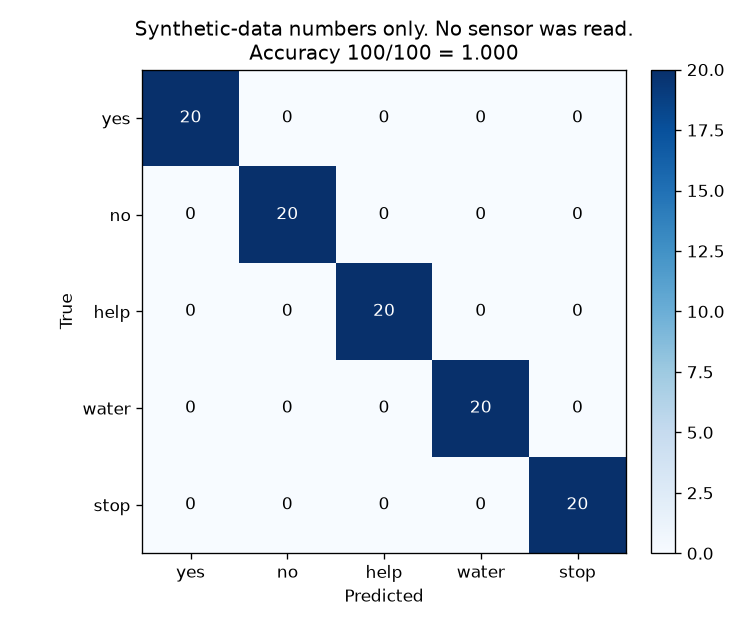 Synthetic-data numbers only. No sensor was read.
Accuracy 100/100 = 1.000
yes 20 0 0 0 0
no 0 20 0 0 0
help 0 0 20 0 0
water 0 0 0 20 0
stop 0 0 0 0 20
True
yes no help water stop
Predicted
20.0
17.5
15.0
12.5
10.0
7.5
5.0
2.5
0.0